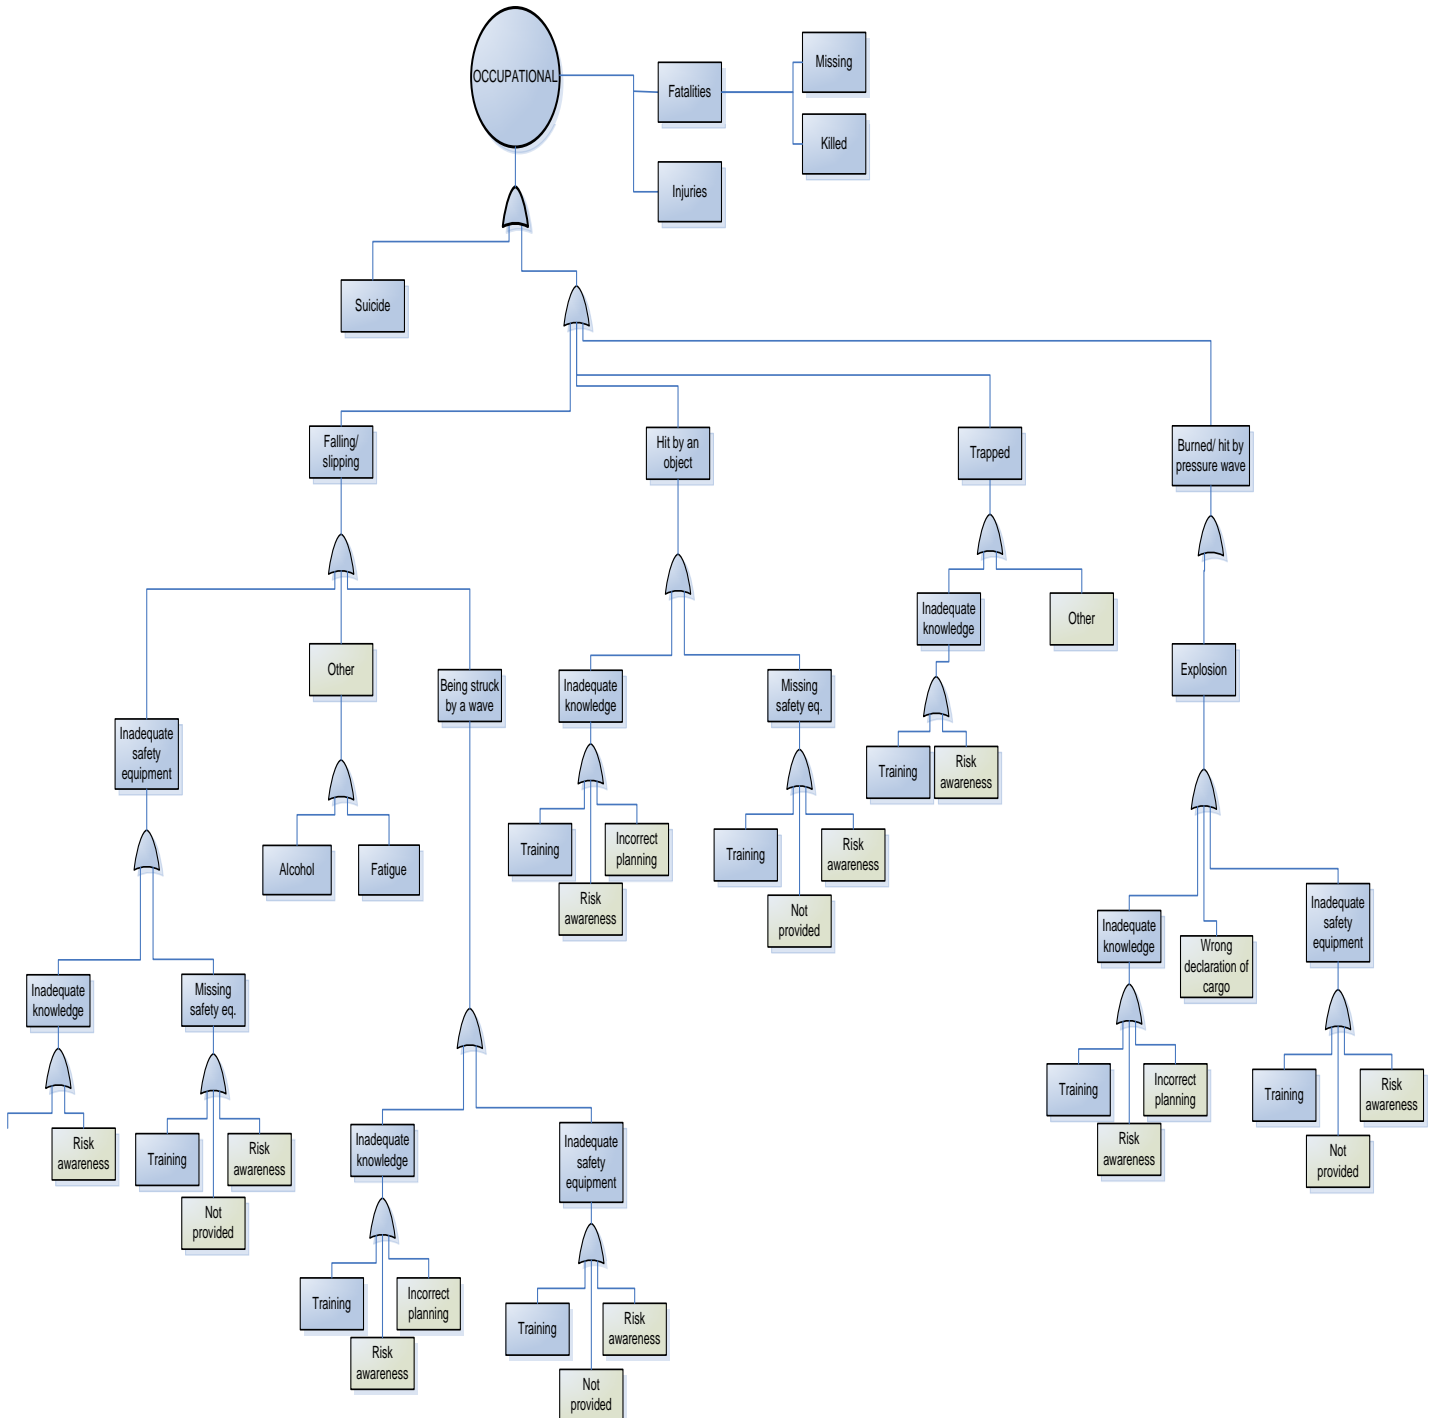 OCCUPATIONAL
Fatalities
Missing
Killed
Injuries
Suicide
Falling/
slipping
Hit by an
object
Trapped
Burned/ hit by
pressure wave
Inadequate
safety
equipment
Other
Being struck
by a wave
Inadequate
knowledge
Missing
safety eq.
Inadequate
knowledge
Other
Explosion
Alcohol
Fatigue
Training
Risk
awareness
Incorrect
planning
Training
Not
provided
Risk
awareness
Training
Risk
awareness
Inadequate
knowledge
Wrong
declaration of
cargo
Inadequate
safety
equipment
Inadequate
knowledge
Missing
safety eq.
Risk
awareness
Training
Not
provided
Risk
awareness
Inadequate
knowledge
Inadequate
safety
equipment
Training
Risk
awareness
Incorrect
planning
Training
Not
provided
Risk
awareness
Training
Risk
awareness
Incorrect
planning
Training
Not
provided
Risk
awareness